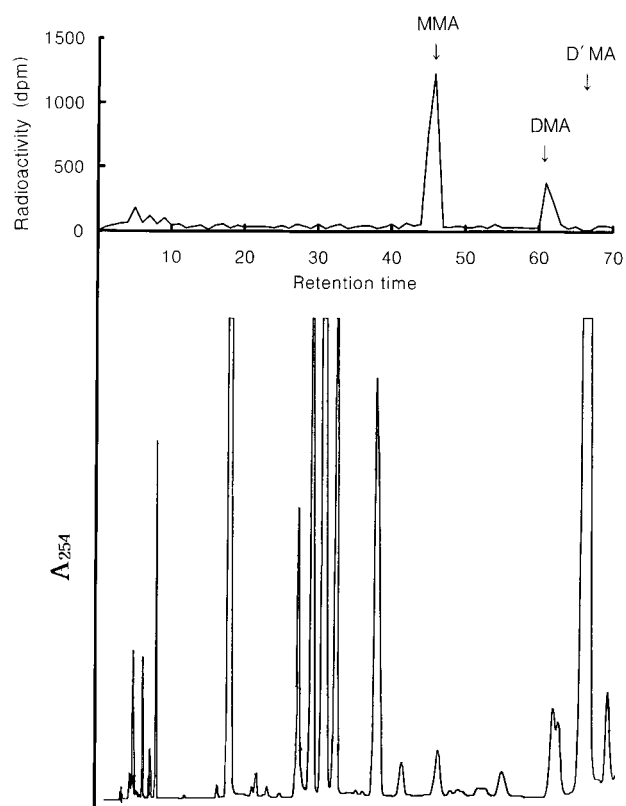 MMA
↓
D′ MA
↓
DMA
↓
Radioactivity (dpm)
1500
1000
500
0
10 20 30 40 50 60 70
Retention time
A254